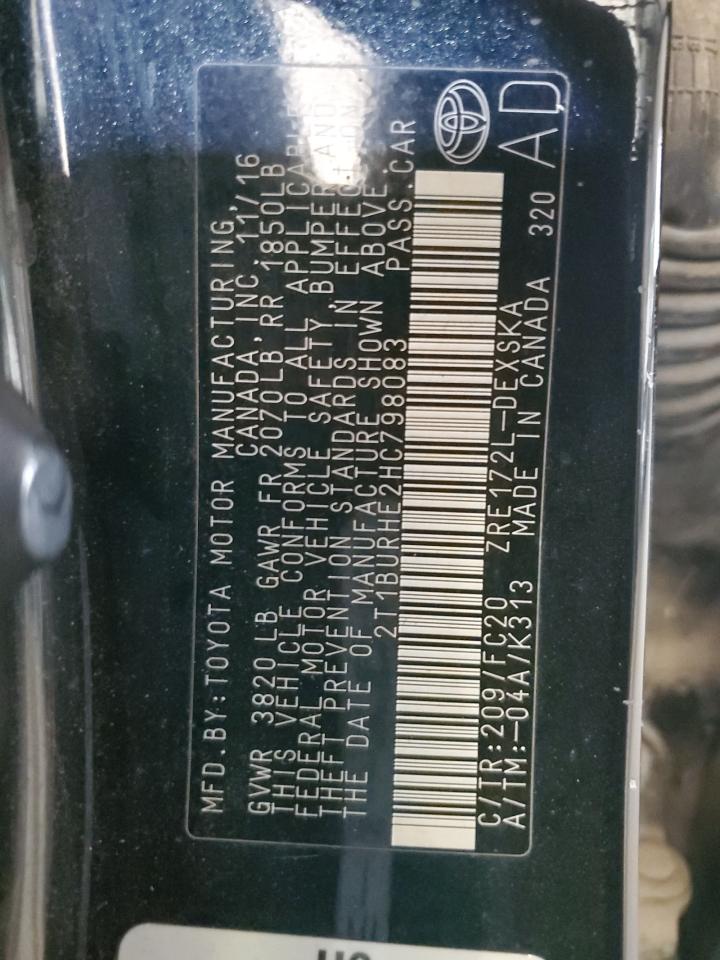 MFD.BY:TOYOTA MOTOR MANUFACTURING,
CANADA, INC. 11/16
GVWR 3820 LB GAWR FR 2070LB, RR 1850LB
THIS VEHICLE CONFORMS TO ALL APPLICABLE
FEDERAL MOTOR VEHICLE SAFETY, BUMPER AND
THEFT PREVENTION STANDARDS IN EFFECT ON
THE DATE OF MANUFACTURE SHOWN ABOVE.
2T1BURHE2HC798083 PASS.CAR
C/TR:209/FC20 ZRE172L-DEXSKA
A/TM:-04A/K313 MADE IN CANADA 320
AD